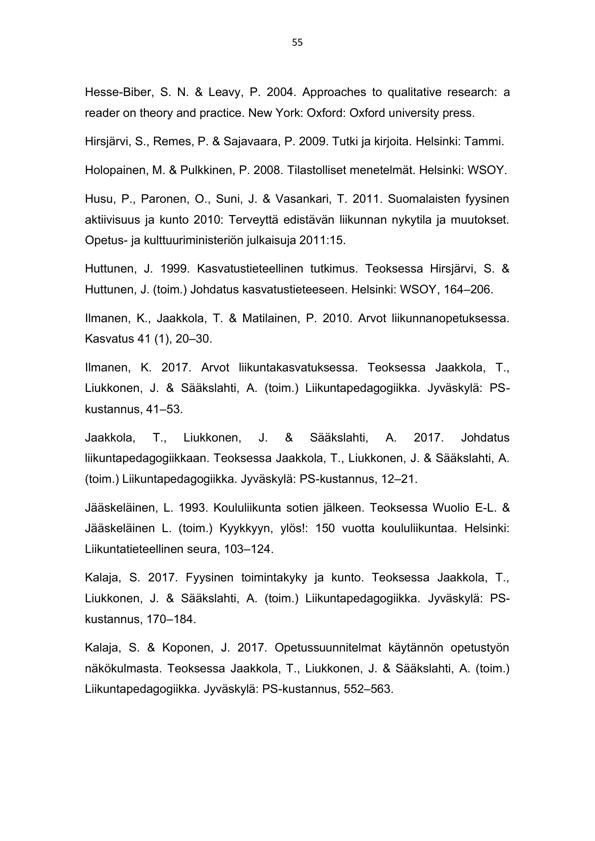 55
Hesse-Biber, S. N. & Leavy, P. 2004. Approaches to qualitative research: a
reader on theory and practice. New York: Oxford: Oxford university press.
Hirsjärvi, S., Remes, P. & Sajavaara, P. 2009. Tutki ja kirjoita. Helsinki: Tammi.
Holopainen, M. & Pulkkinen, P. 2008. Tilastolliset menetelmät. Helsinki: WSOY.
Husu, P., Paronen, O., Suni, J. & Vasankari, T. 2011. Suomalaisten fyysinen
aktiivisuus ja kunto 2010: Terveyttä edistävän liikunnan nykytila ja muutokset.
Opetus- ja kulttuuriministeriön julkaisuja 2011:15.
Huttunen, J. 1999. Kasvatustieteellinen tutkimus. Teoksessa Hirsjärvi, S. &
Huttunen, J. (toim.) Johdatus kasvatustieteeseen. Helsinki: WSOY, 164–206.
Ilmanen, K., Jaakkola, T. & Matilainen, P. 2010. Arvot liikunnanopetuksessa.
Kasvatus 41 (1), 20–30.
Ilmanen, K. 2017. Arvot liikuntakasvatuksessa. Teoksessa Jaakkola, T.,
Liukkonen, J. & Sääkslahti, A. (toim.) Liikuntapedagogiikka. Jyväskylä: PS-
kustannus, 41–53.
Jaakkola, T., Liukkonen, J. & Sääkslahti, A. 2017. Johdatus
liikuntapedagogiikkaan. Teoksessa Jaakkola, T., Liukkonen, J. & Sääkslahti, A.
(toim.) Liikuntapedagogiikka. Jyväskylä: PS-kustannus, 12–21.
Jääskeläinen, L. 1993. Koululiikunta sotien jälkeen. Teoksessa Wuolio E-L. &
Jääskeläinen L. (toim.) Kyykkyyn, ylös!: 150 vuotta koululiikuntaa. Helsinki:
Liikuntatieteellinen seura, 103–124.
Kalaja, S. 2017. Fyysinen toimintakyky ja kunto. Teoksessa Jaakkola, T.,
Liukkonen, J. & Sääkslahti, A. (toim.) Liikuntapedagogiikka. Jyväskylä: PS-
kustannus, 170–184.
Kalaja, S. & Koponen, J. 2017. Opetussuunnitelmat käytännön opetustyön
näkökulmasta. Teoksessa Jaakkola, T., Liukkonen, J. & Sääkslahti, A. (toim.)
Liikuntapedagogiikka. Jyväskylä: PS-kustannus, 552–563.